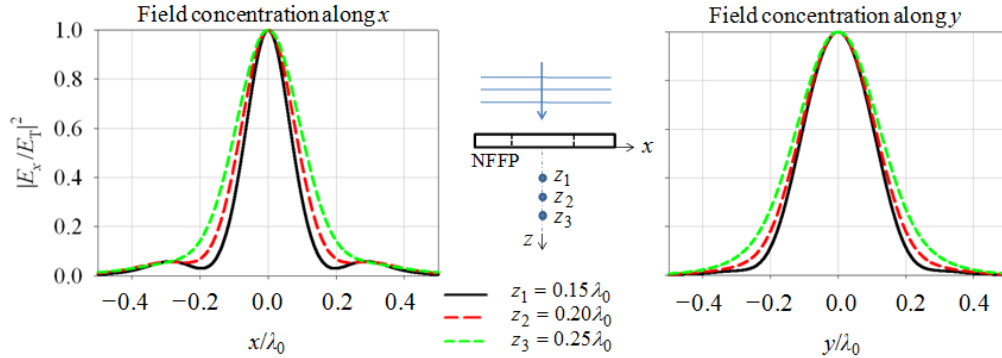 Field concentration along x
Field concentration along y
|Eₓ/E_T|²
1.0
0.8
0.6
0.4
0.2
0.0
−0.4 −0.2 0.0 0.2 0.4
x/λ₀
NFFP
x
z₁
z₂
z₃
z
z₁ = 0.15λ₀
z₂ = 0.20λ₀
z₃ = 0.25λ₀
−0.4 −0.2 0.0 0.2 0.4
y/λ₀